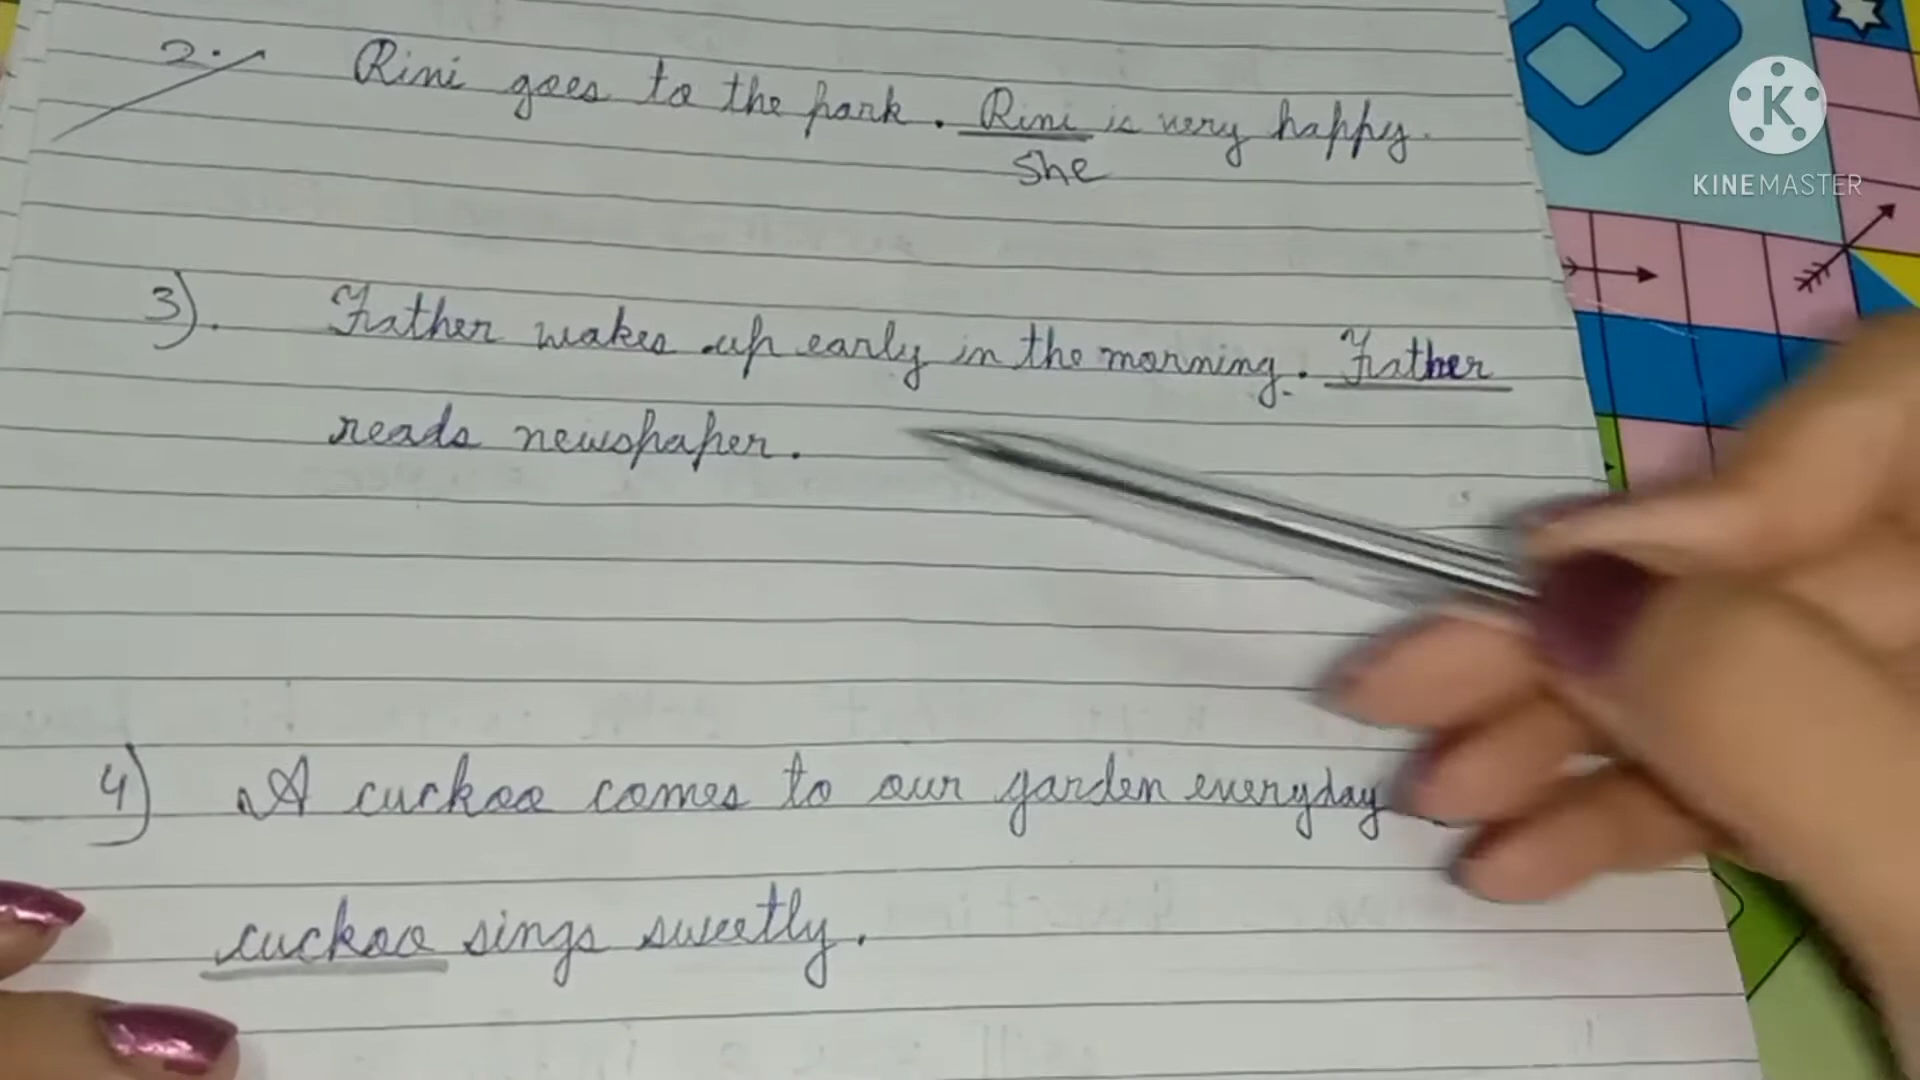 2. Rini goes to the park. Rini is very happy.
she
KINEMASTER
3). Father wakes up early in the morning. Father
reads newspaper.
4) A cuckoo comes to our garden everyday
cuckoo sings sweetly.